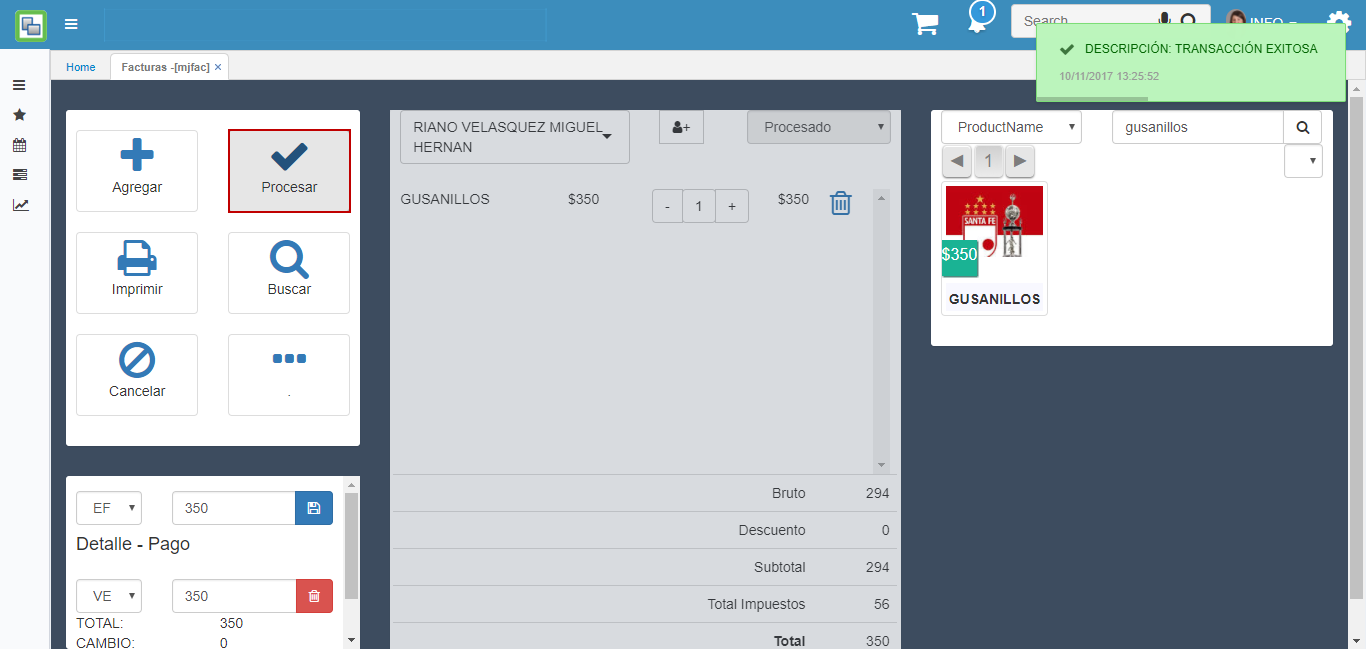 1
Search
INFO
DESCRIPCIÓN: TRANSACCIÓN EXITOSA
10/11/2017 13:25:52
Home
Facturas -[mjfac] ×
Agregar
Procesar
Imprimir
Buscar
Cancelar
.
EF
350
Detalle - Pago
VE
350
TOTAL: 350
CAMBIO: 0
RIANO VELASQUEZ MIGUEL
HERNAN
Procesado
GUSANILLOS $350 - 1 + $350
Bruto 294
Descuento 0
Subtotal 294
Total Impuestos 56
Total 350
ProductName
gusanillos
1
SANTA FE
$350
GUSANILLOS